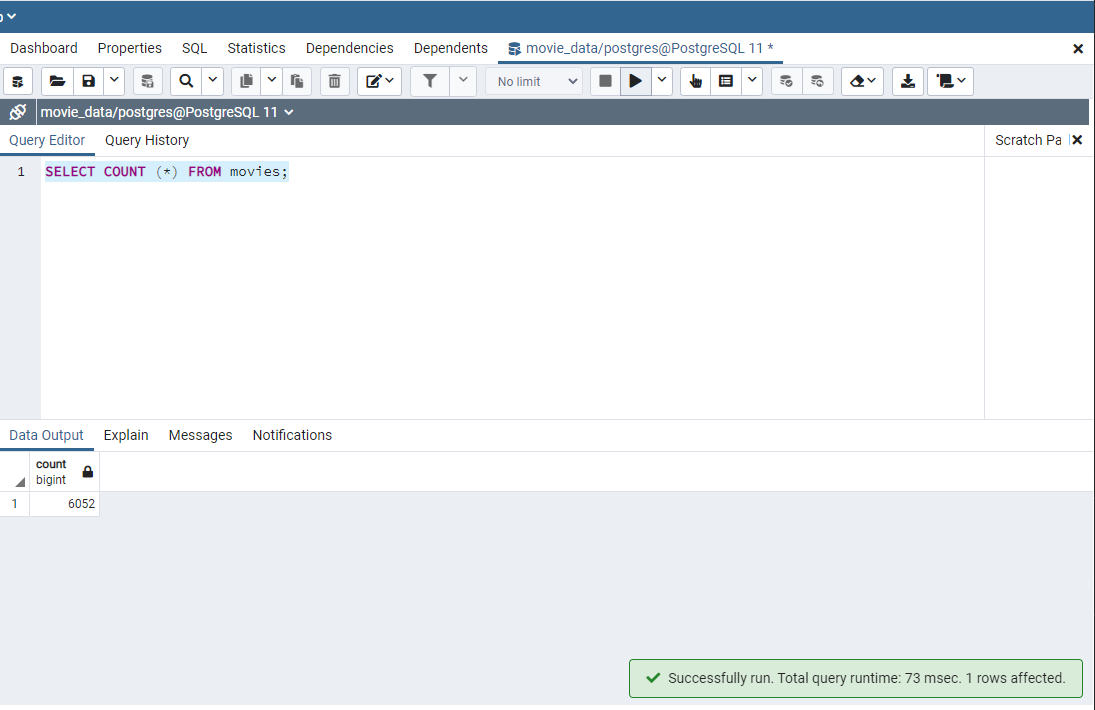 Dashboard Properties SQL Statistics Dependencies Dependents movie_data/postgres@PostgreSQL 11 *
No limit
movie_data/postgres@PostgreSQL 11
Query Editor Query History Scratch Pa
1 SELECT COUNT (*) FROM movies;
Data Output Explain Messages Notifications
count
bigint
1 6052
Successfully run. Total query runtime: 73 msec. 1 rows affected.